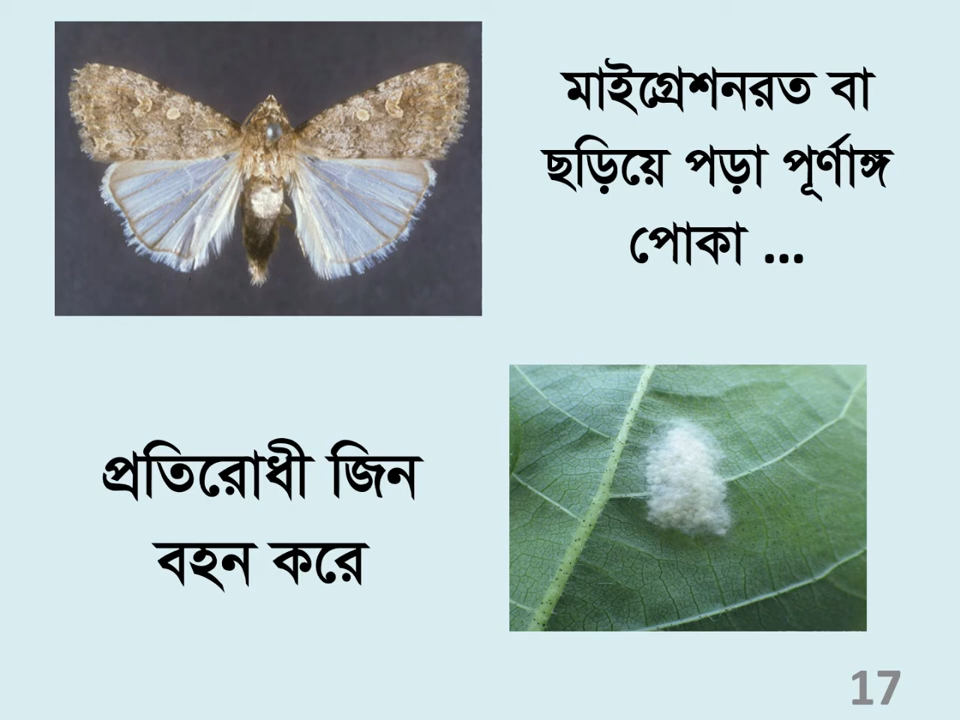 মাইগ্রেশনরত বা
ছড়িয়ে পড়া পূর্ণাঙ্গ
পোকা ...
প্রতিরোধী জিন
বহন করে
17